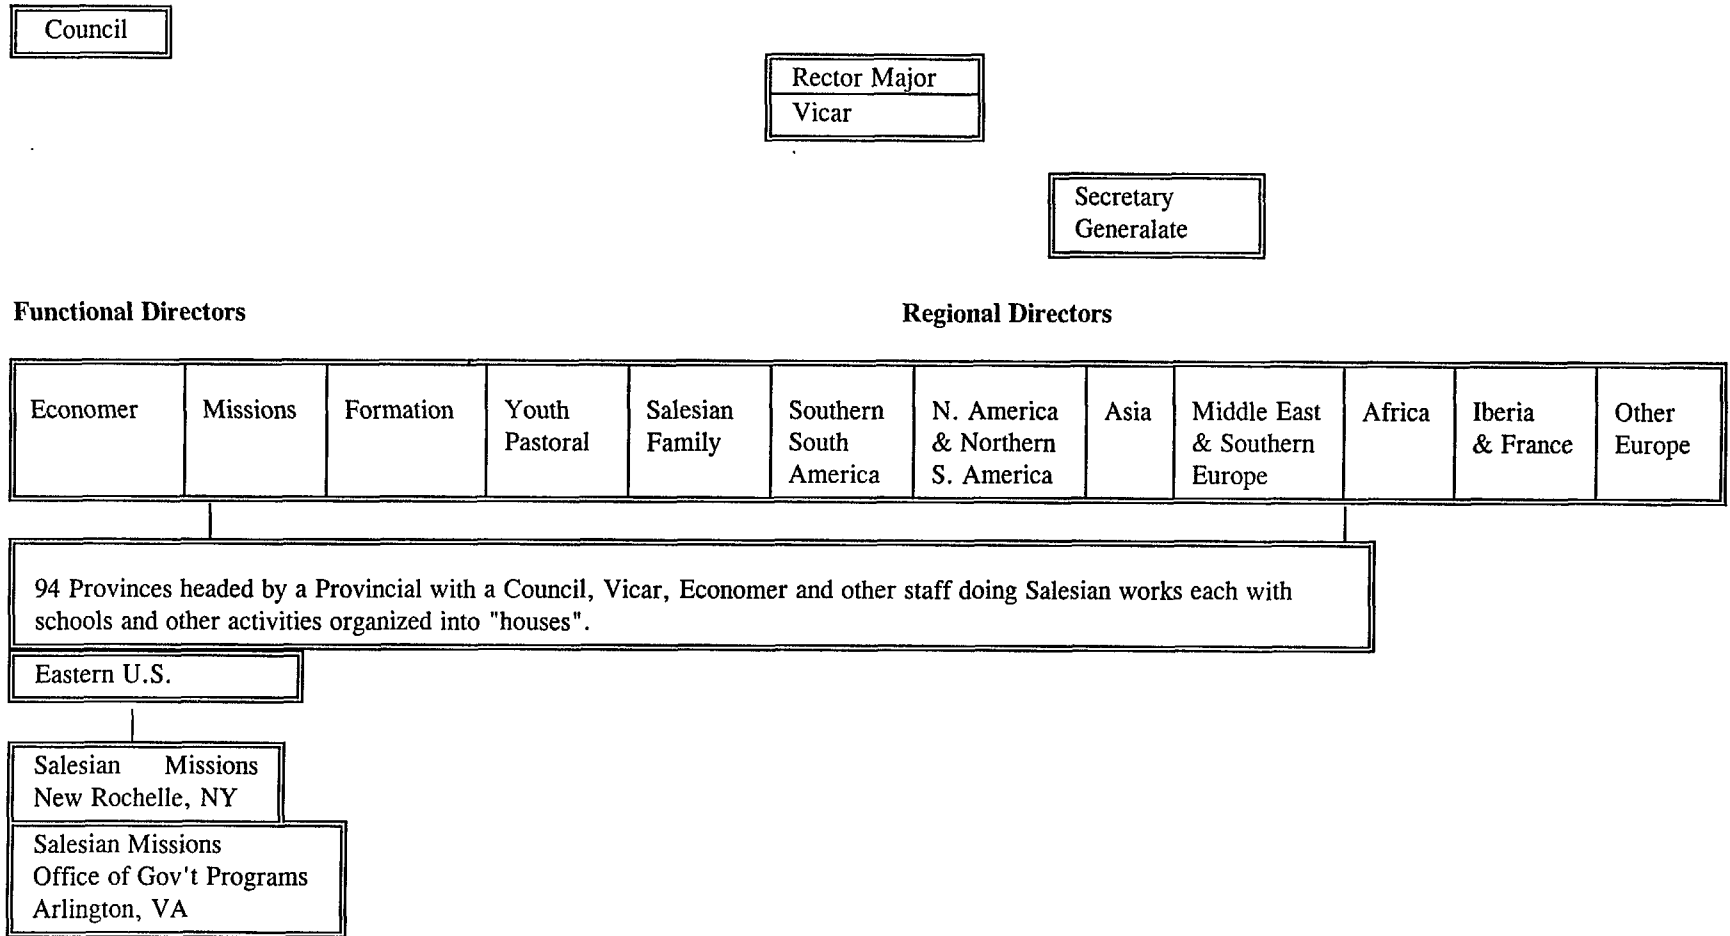 Council
Rector Major
Vicar
Secretary
Generalate
Functional Directors
Regional Directors
Economer
Missions
Formation
Youth
Pastoral
Salesian
Family
Southern
South
America
N. America
& Northern
S. America
Asia
Middle East
& Southern
Europe
Africa
Iberia
& France
Other
Europe
94 Provinces headed by a Provincial with a Council, Vicar, Economer and other staff doing Salesian works each with
schools and other activities organized into "houses".
Eastern U.S.
Salesian Missions
New Rochelle, NY
Salesian Missions
Office of Gov't Programs
Arlington, VA